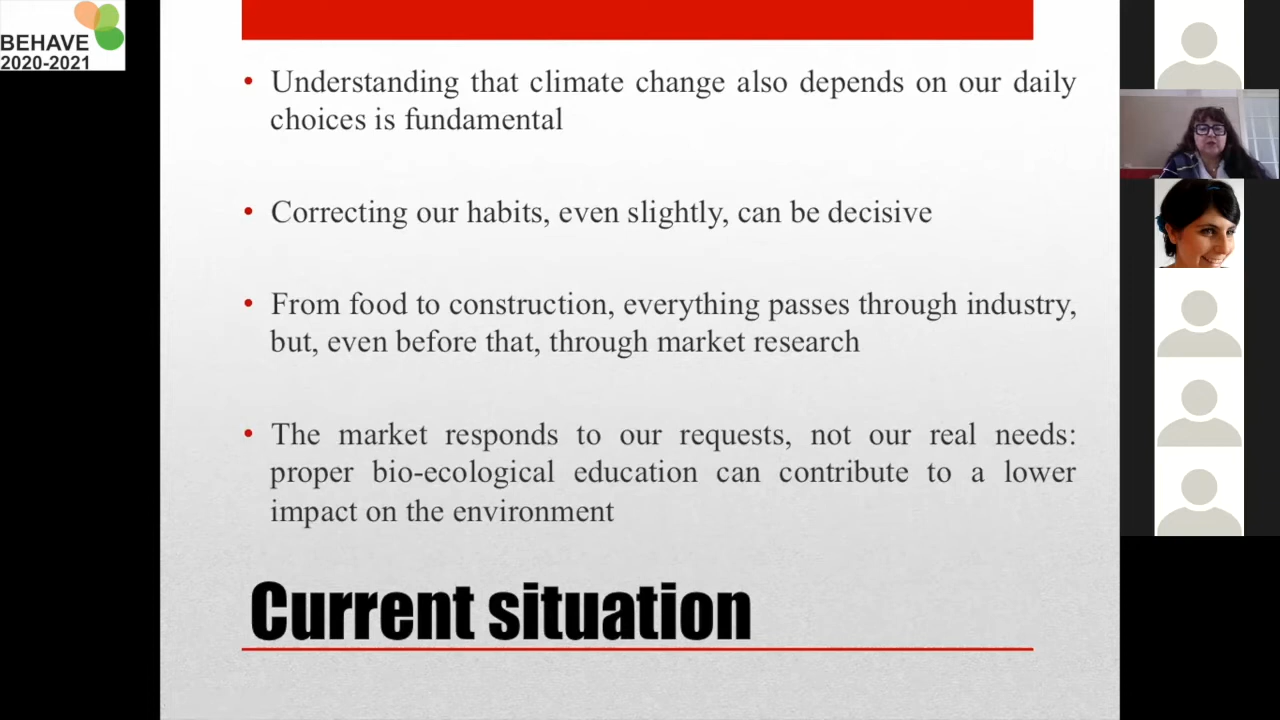 BEHAVE
2020-2021
• Understanding that climate change also depends on our daily
choices is fundamental
• Correcting our habits, even slightly, can be decisive
• From food to construction, everything passes through industry,
but, even before that, through market research
• The market responds to our requests, not our real needs:
proper bio-ecological education can contribute to a lower
impact on the environment
Current situation